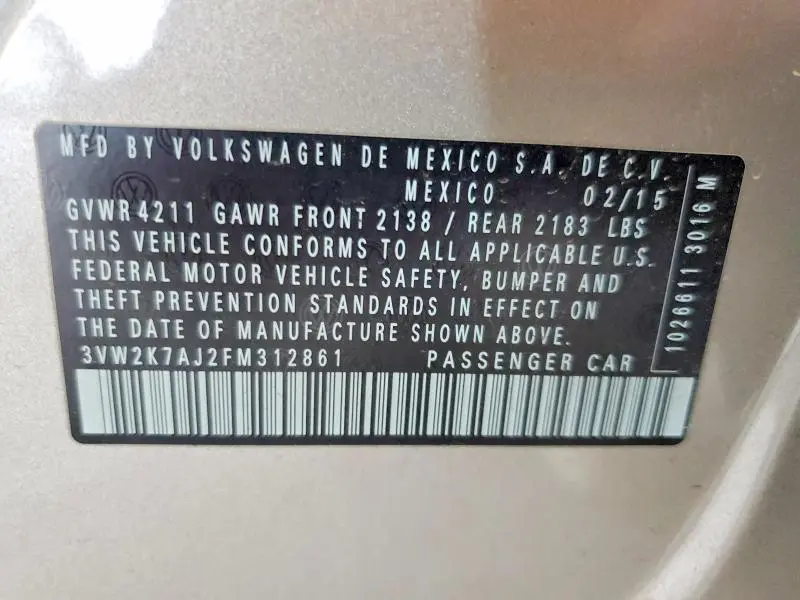 MFD BY VOLKSWAGEN DE MEXICO S.A. DE C.V.
MEXICO 02/15
GVWR 4211 GAWR FRONT 2138 / REAR 2183 LBS
THIS VEHICLE CONFORMS TO ALL APPLICABLE U.S.
FEDERAL MOTOR VEHICLE SAFETY, BUMPER AND
THEFT PREVENTION STANDARDS IN EFFECT ON
THE DATE OF MANUFACTURE SHOWN ABOVE.
3VW2K7AJ2FM312861 PASSENGER CAR
1026611 3016 M